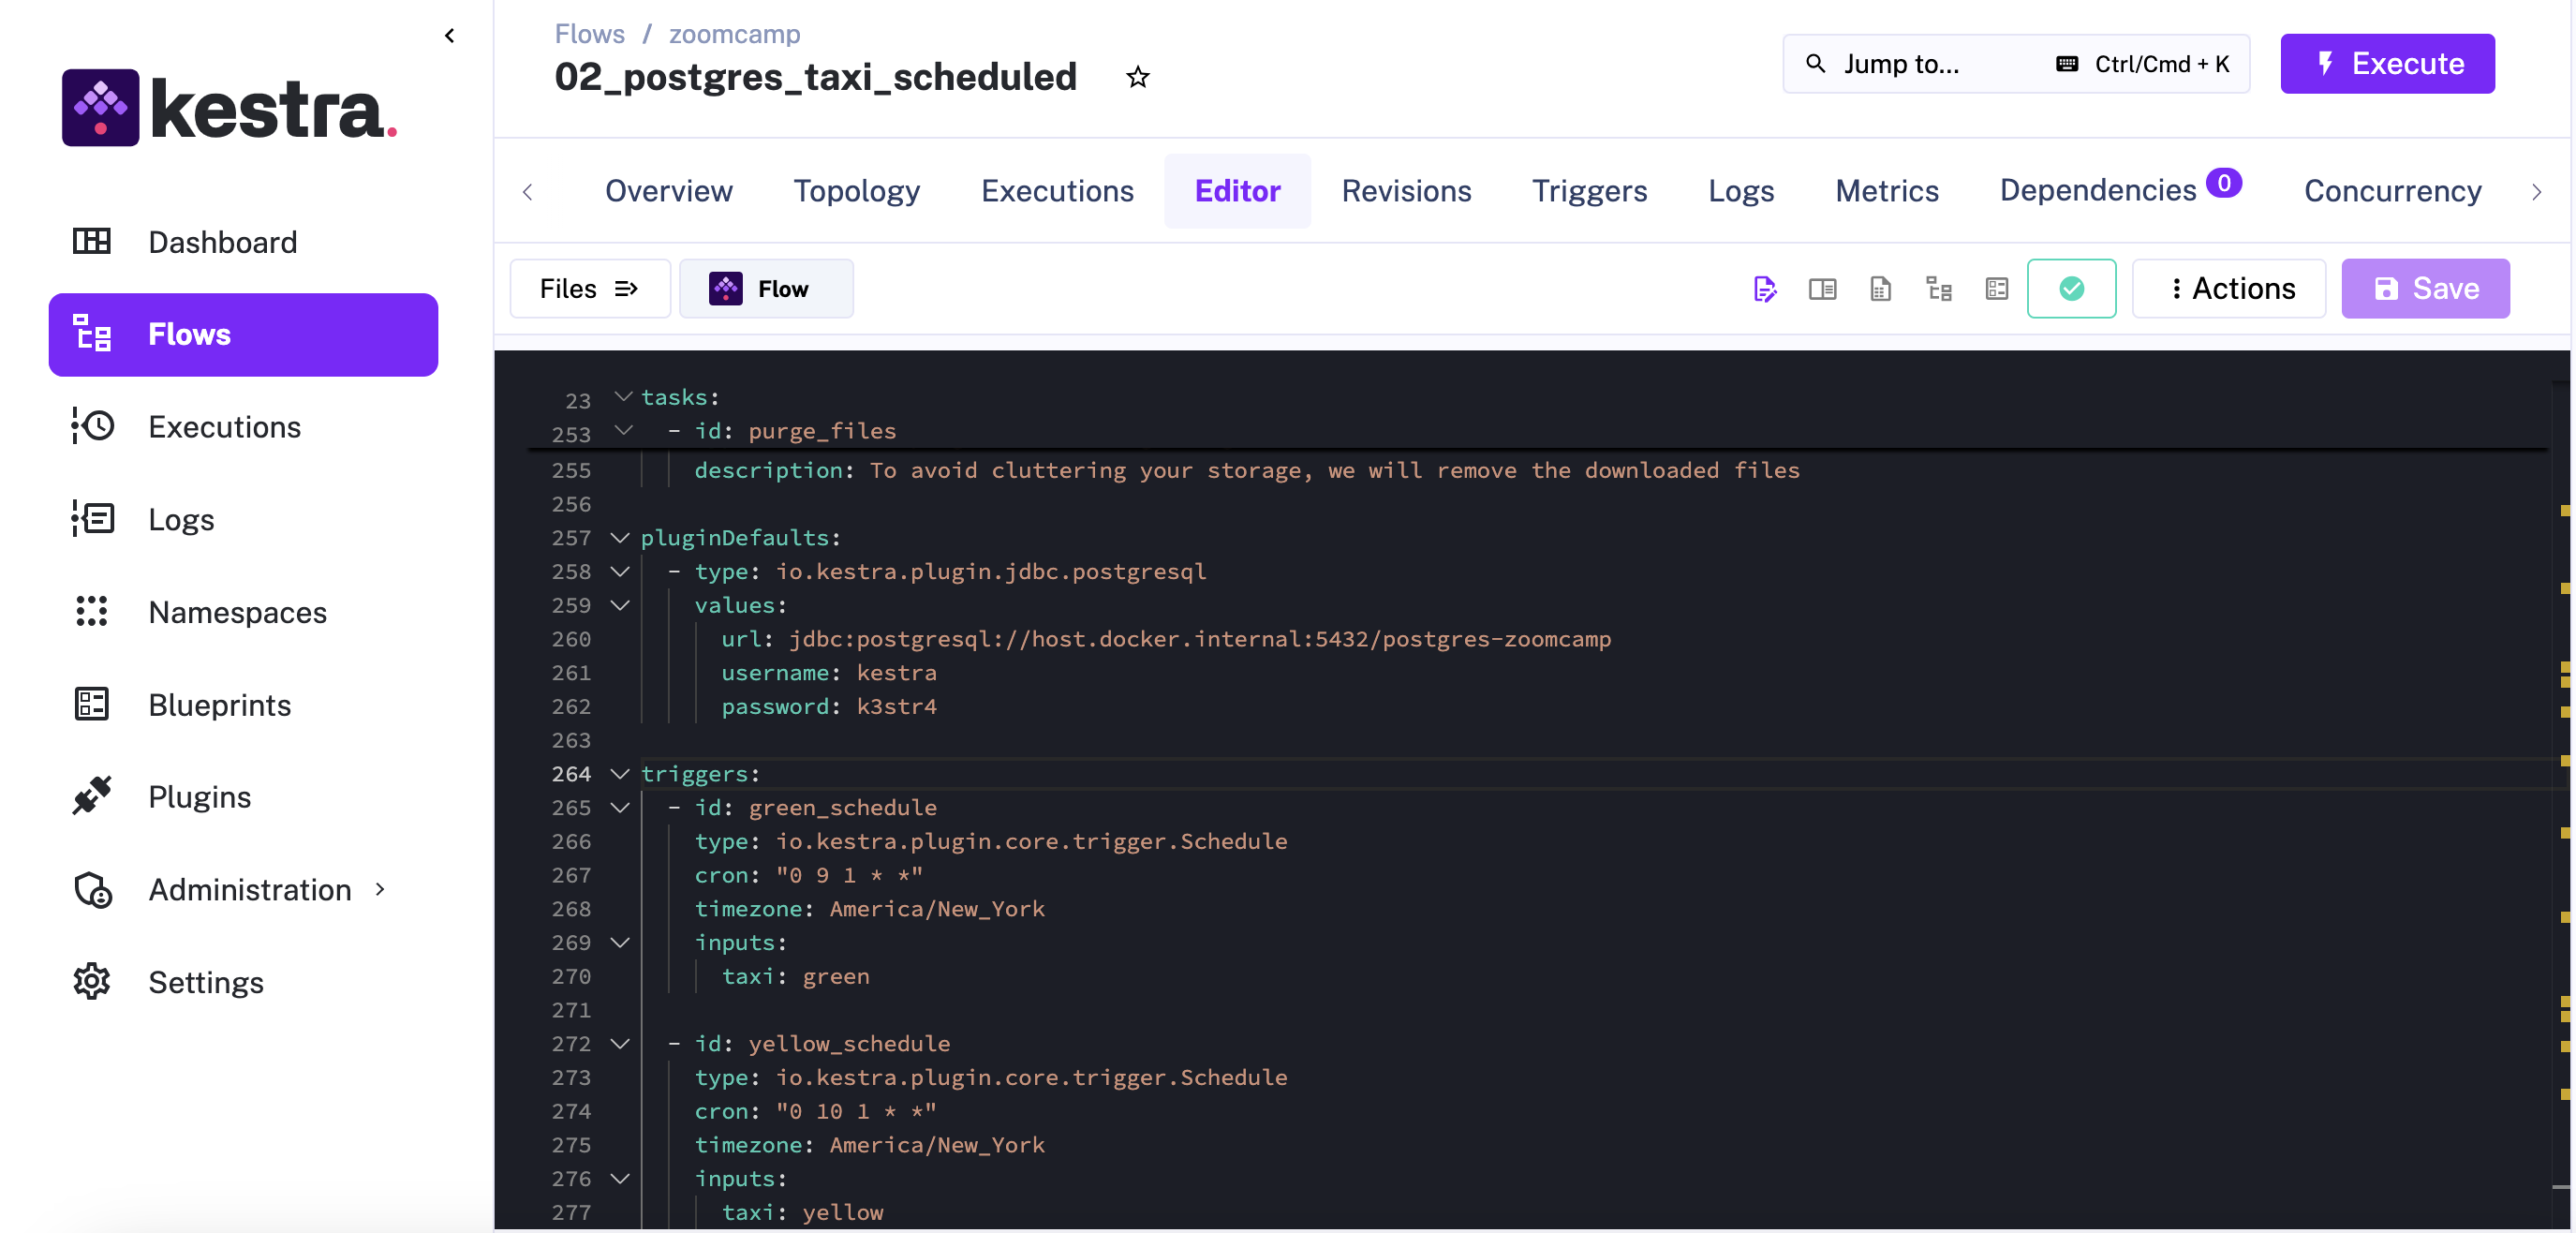 kestra.
Dashboard
Flows
Executions
Logs
Namespaces
Blueprints
Plugins
Administration
Settings
Flows / zoomcamp
02_postgres_taxi_scheduled
Jump to... Ctrl/Cmd + K
Execute
Overview Topology Executions Editor Revisions Triggers Logs Metrics Dependencies 0 Concurrency
Files Flow Actions Save
23 tasks:
253 - id: purge_files
255 description: To avoid cluttering your storage, we will remove the downloaded files
256
257 pluginDefaults:
258 - type: io.kestra.plugin.jdbc.postgresql
259 values:
260 url: jdbc:postgresql://host.docker.internal:5432/postgres-zoomcamp
261 username: kestra
262 password: k3str4
263
264 triggers:
265 - id: green_schedule
266 type: io.kestra.plugin.core.trigger.Schedule
267 cron: "0 9 1 * *"
268 timezone: America/New_York
269 inputs:
270 taxi: green
271
272 - id: yellow_schedule
273 type: io.kestra.plugin.core.trigger.Schedule
274 cron: "0 10 1 * *"
275 timezone: America/New_York
276 inputs:
277 taxi: yellow